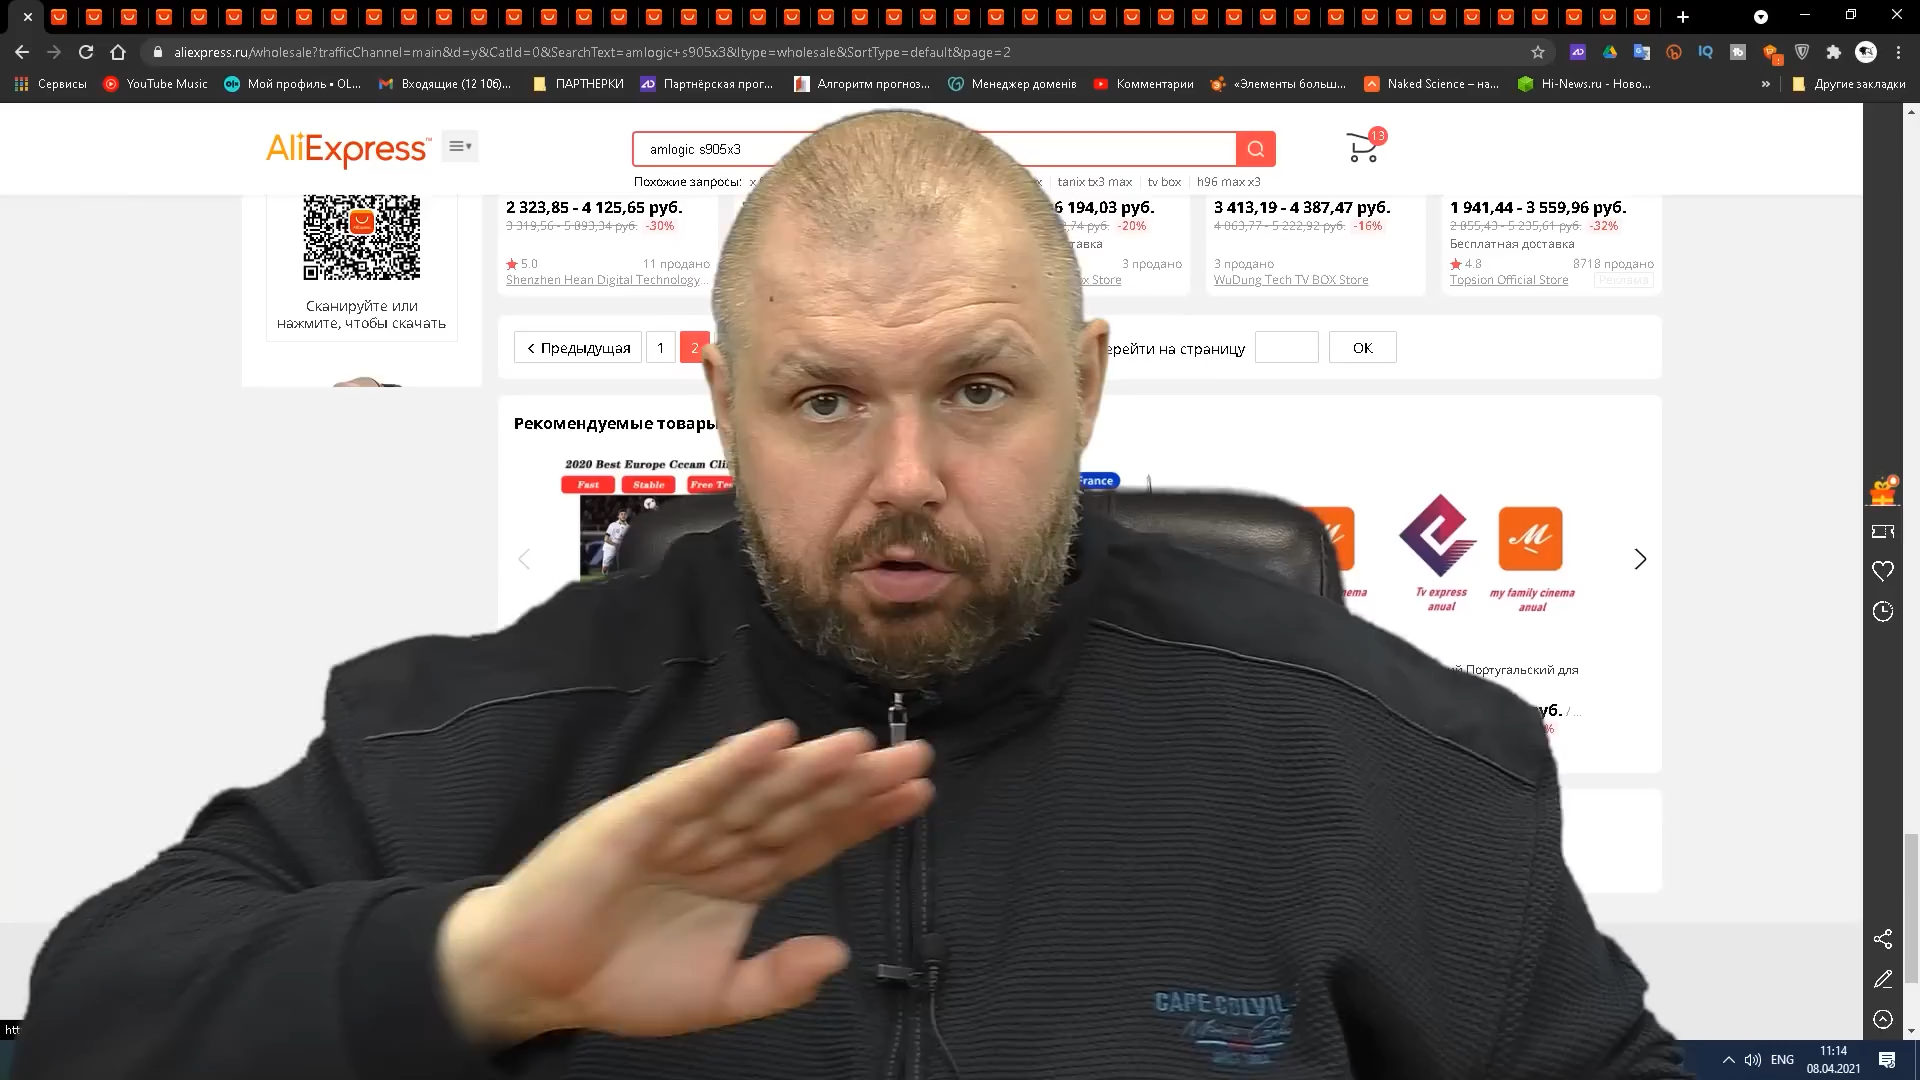 aliexpress.ru/wholesale?trafficChannel=main&d=y&CatId=0&SearchText=amlogic+s905x3&ltype=wholesale&SortType=default&page=2
Сервисы YouTube Music Мой профиль • OL... Входящие (12 106)... ПАРТНЕРКИ Партнёрская прог... Алгоритм прогноз... Менеджер доменів Комментарии «Элементы больш... Naked Science – на... Hi-News.ru - Ново... » Другие закладки
AliExpress™
amlogic s905x3
13
Похожие запросы: tanix tx3 max tv box h96 max x3
2 323,85 - 4 125,65 руб.
3 319,56 - 5 893,34 руб. -30%
5.0 11 продано
Shenzhen Hean Digital Technology...
6 194,03 руб.
-20%
3 продано
x Store
3 413,19 - 4 387,47 руб.
4 063,77 - 5 222,92 руб. -16%
3 продано
WuDung Tech TV BOX Store
1 941,44 - 3 559,96 руб.
2 855,43 - 5 235,61 руб. -32%
Бесплатная доставка
4.8 8718 продано
Topsion Official Store Реклама
Сканируйте или
нажмите, чтобы скачать
Предыдущая 1 2 ерейти на страницу OK
Рекомендуемые товары
2020 Best Europe Cccam Cli
Fast Stable Free Tes
France
M
Tv express
anual
my family cinema
anual
й Португальский для
уб. / ...
CAPE COLVIL
htt
ENG
11:14
08.04.2021